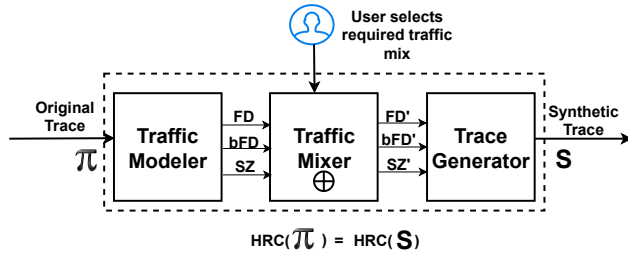 User selects
required traffic
mix
Original
Trace
π
Traffic
Modeler
FD
bFD
SZ
Traffic
Mixer
⊕
FD'
bFD'
SZ'
Trace
Generator
Synthetic
Trace
S
HRC(π) = HRC(S)